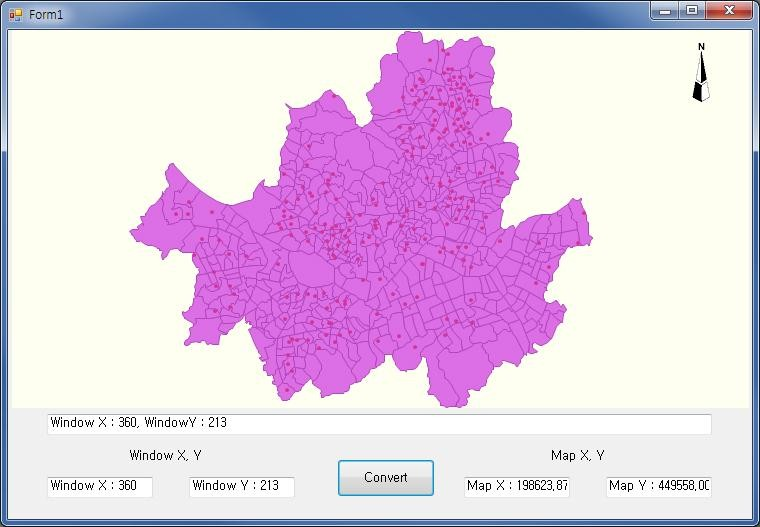 Form1
N
Window X : 360, WindowY : 213
Window X, Y
Map X, Y
Window X : 360
Window Y : 213
Convert
Map X : 198623,87
Map Y : 449558,00